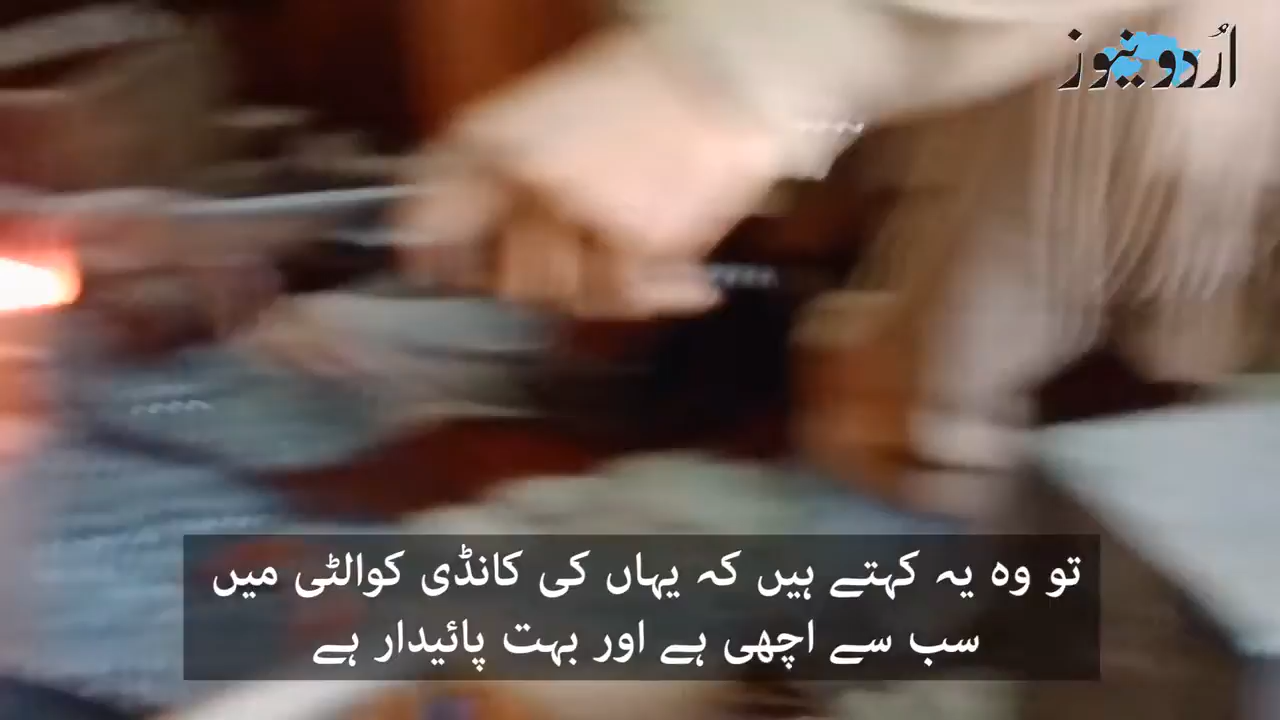 اُردو نیوز
تو وہ یہ کہتے ہیں کہ یہاں کی کانڈی کوالٹی میں
سب سے اچھی ہے اور بہت پائیدار ہے